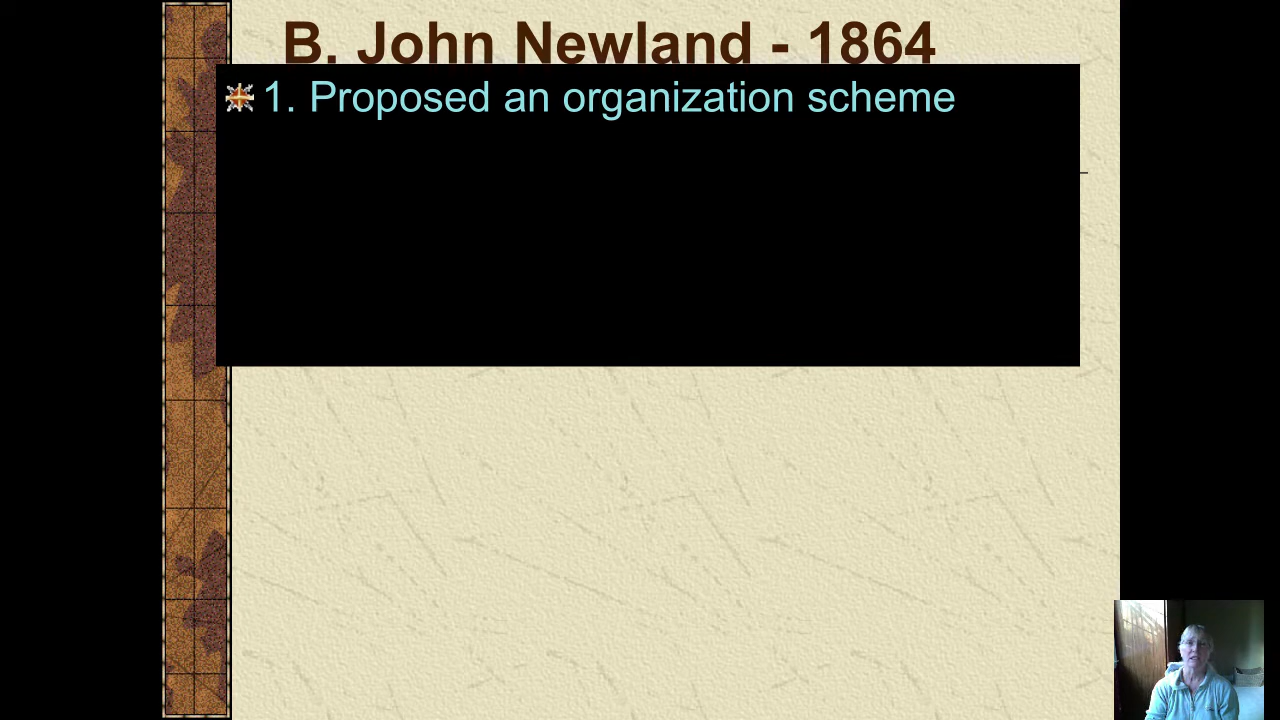 B. John Newland - 1864
1. Proposed an organization scheme